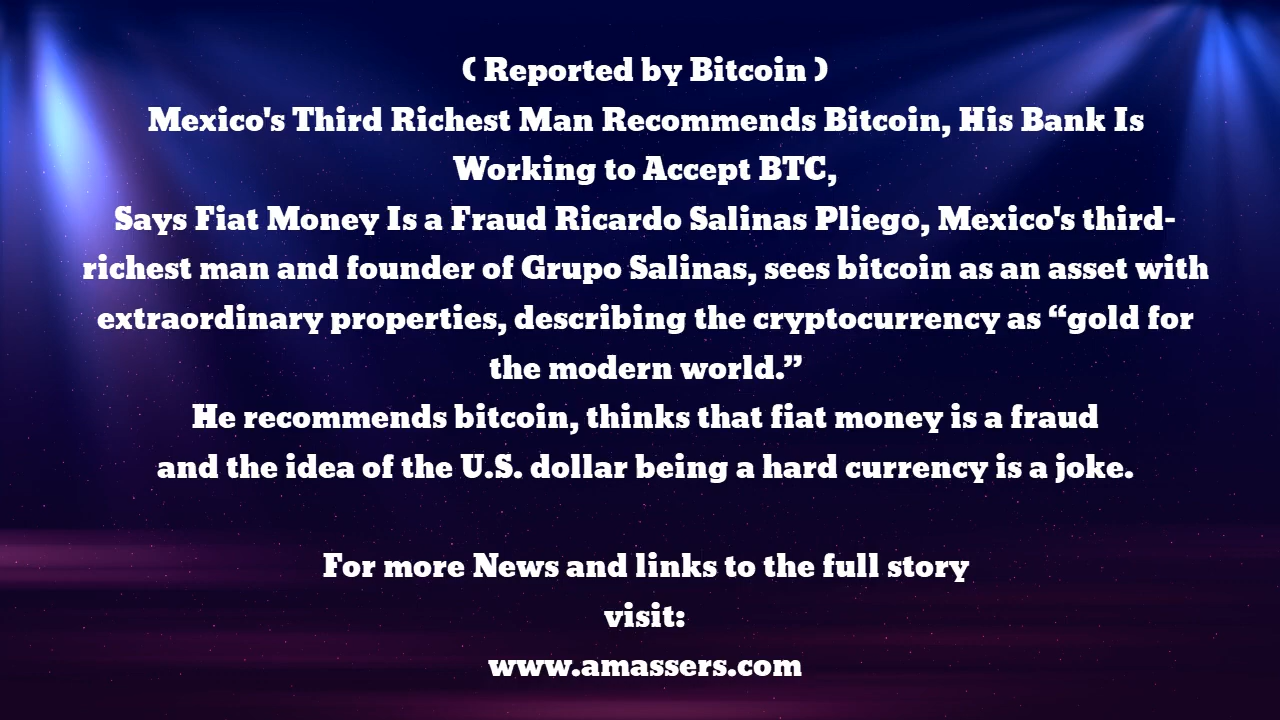 ( Reported by Bitcoin )
Mexico's Third Richest Man Recommends Bitcoin, His Bank Is
Working to Accept BTC,
Says Fiat Money Is a Fraud Ricardo Salinas Pliego, Mexico's third-
richest man and founder of Grupo Salinas, sees bitcoin as an asset with
extraordinary properties, describing the cryptocurrency as “gold for
the modern world.”
He recommends bitcoin, thinks that fiat money is a fraud
and the idea of the U.S. dollar being a hard currency is a joke.
For more News and links to the full story
visit:
www.amassers.com